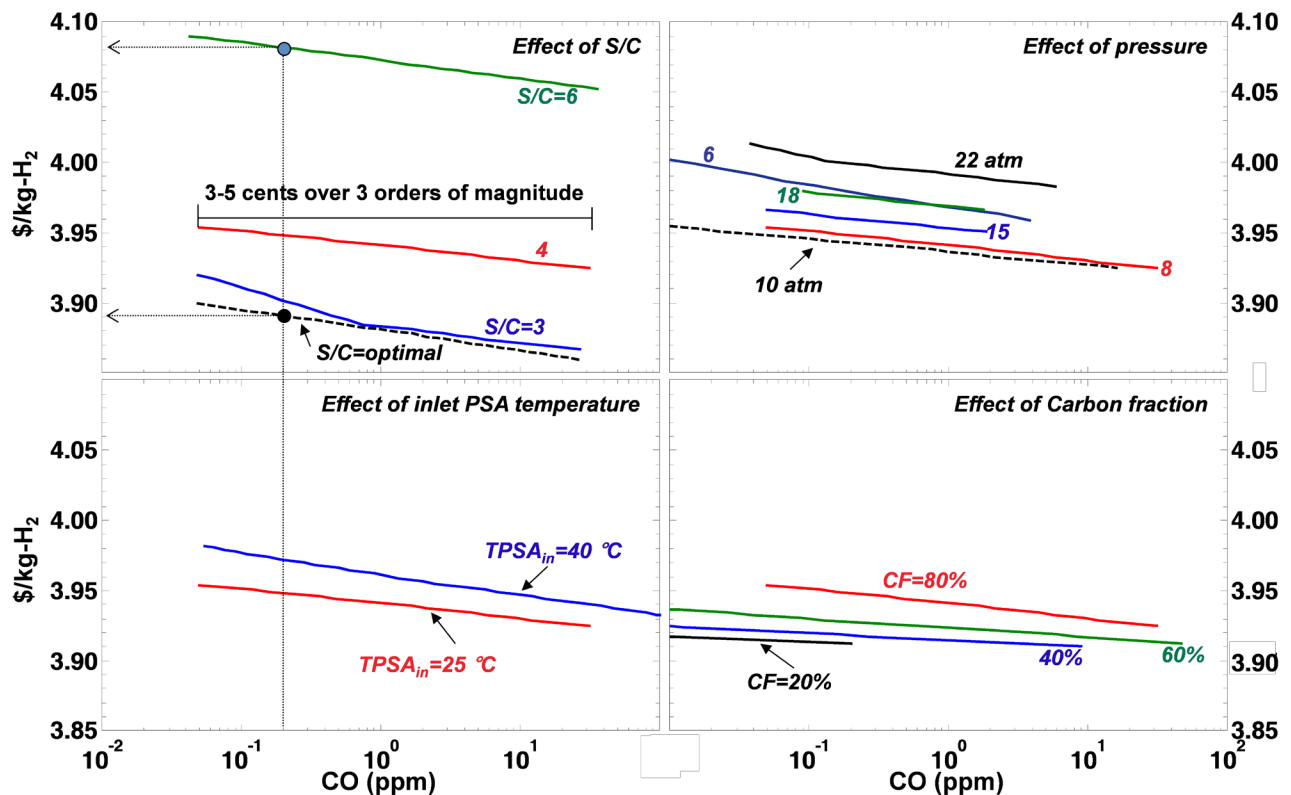 4.10
4.05
4.00
3.95
3.90
$/kg-H2
Effect of S/C
S/C=6
3-5 cents over 3 orders of magnitude
4
S/C=3
S/C=optimal
Effect of pressure
6
22 atm
18
15
10 atm
8
4.10
4.05
4.00
3.95
3.90
4.05
4.00
3.95
3.90
3.85
$/kg-H2
Effect of inlet PSA temperature
TPSAin=40 °C
TPSAin=25 °C
10-2
10-1
100
101
CO (ppm)
Effect of Carbon fraction
CF=80%
40%
60%
CF=20%
4.05
4.00
3.95
3.90
3.85
10-1
100
101
102
CO (ppm)